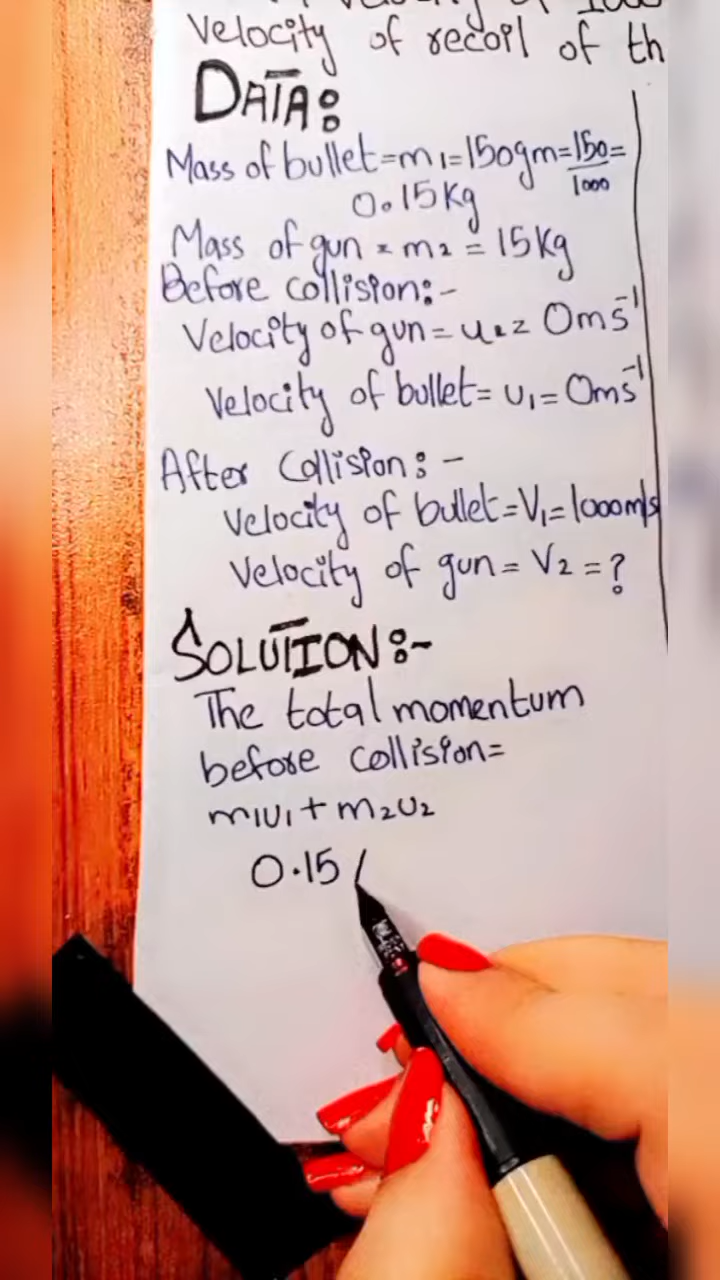 Velocity of recoil of th
DATA:
Mass of bullet=m1=150gm=150/1000=
0.15Kg
Mass of gun = m2 = 15Kg
Before collision:-
Velocity of gun = u2 = 0ms⁻¹
Velocity of bullet= u1= 0ms⁻¹
After Collision:-
Velocity of bullet=V1=1000m/s
Velocity of gun= V2 =?
SOLUTION:-
The total momentum
before collision=
m1u1+m2u2
0.15(